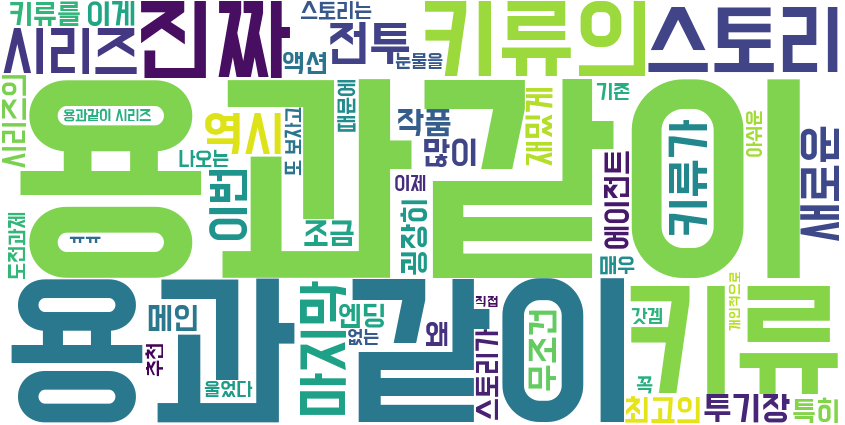 키류를 이게
스토리는
시리즈
진짜
액션
전투
눈물을
키류의
스토리
시리즈의
용과같이
용과같이 시리즈
역시
때문에
작품
재밌게
기존
아쉬운
새로운
나오는
또 보자고
많이
이제
키류가
에이전트
이번
조금
굉장히
도전과제
ㅠㅠ
매우
용과같이
메인
마지막
엔딩
없는
왜
직접
스토리가
무조건
갓겜
개인적으로
키류
추천
울었다
꼭
최고의
투기장
특히